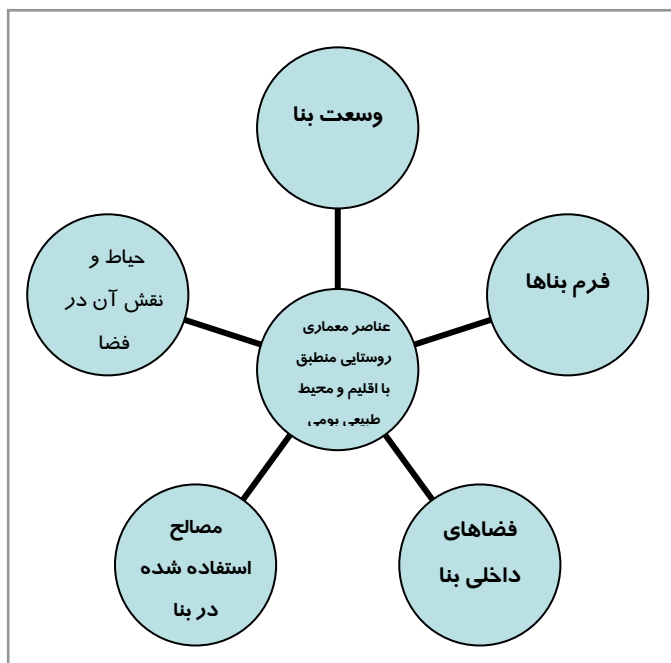 وسعت بنا
فرم بناها
حیاط و
نقش آن در
فضا
عناصر معماری
روستایی منطبق
با اقلیم و محیط
طبیعی بومی
مصالح
استفاده شده
در بنا
فضاهای
داخلی بنا